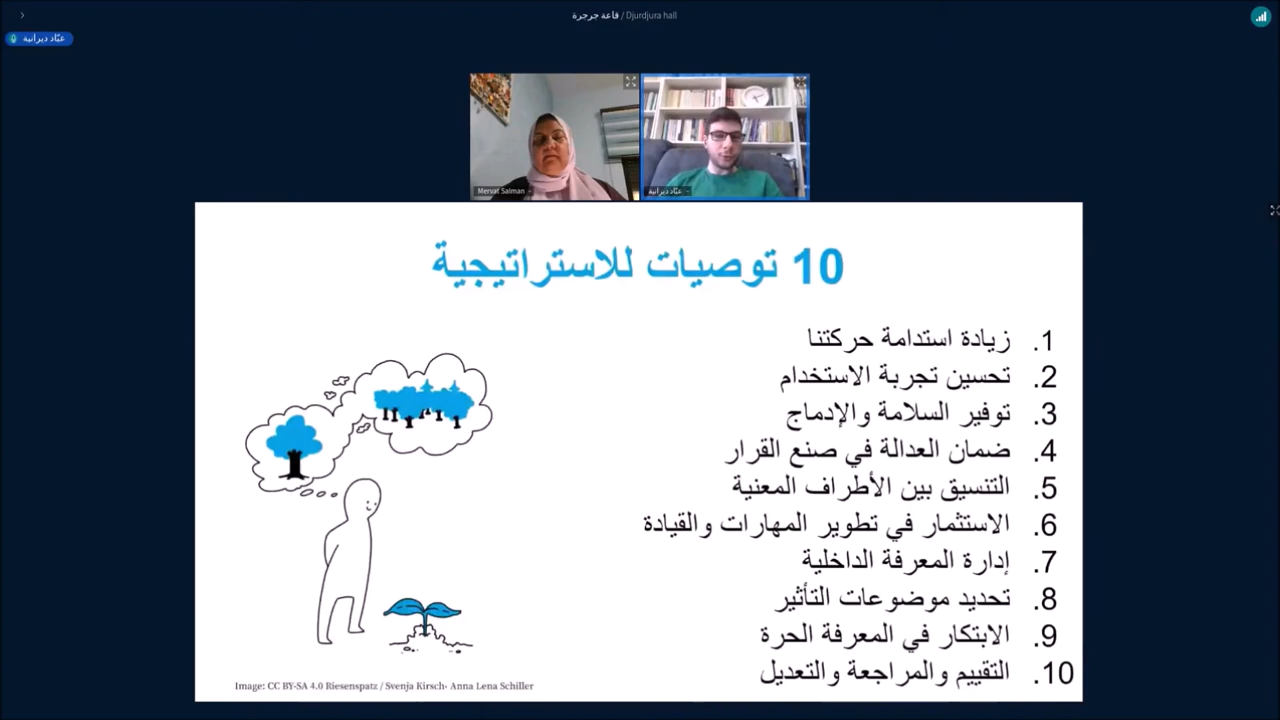 قاعة جرجرة / Djurdjura hall
عبّاد ديرانية
Mervat Salman
عبّاد ديرانية
10 توصيات للاستراتيجية
1. زيادة استدامة حركتنا
2. تحسين تجربة الاستخدام
3. توفير السلامة والإدماج
4. ضمان العدالة في صنع القرار
5. التنسيق بين الأطراف المعنية
6. الاستثمار في تطوير المهارات والقيادة
7. إدارة المعرفة الداخلية
8. تحديد موضوعات التأثير
9. الابتكار في المعرفة الحرة
10. التقييم والمراجعة والتعديل
Image: CC BY-SA 4.0 Riesenspatz / Svenja Kirsch- Anna Lena Schiller